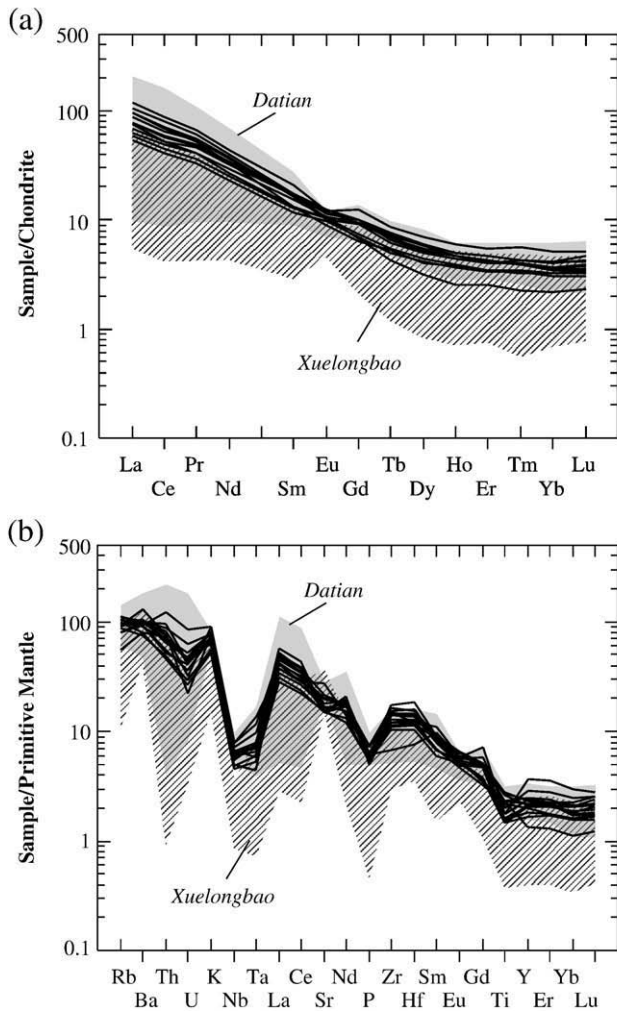 (a)
500
100
10
1
0.1
Sample/Chondrite
Datian
Xuelongbao
La Pr Eu Tb Ho Tm Lu
Ce Nd Sm Gd Dy Er Yb
(b)
500
100
10
1
0.1
Sample/Primitive Mantle
Datian
Xuelongbao
Rb Th K Ta Ce Nd Zr Sm Gd Y Yb
Ba U Nb La Sr P Hf Eu Ti Er Lu